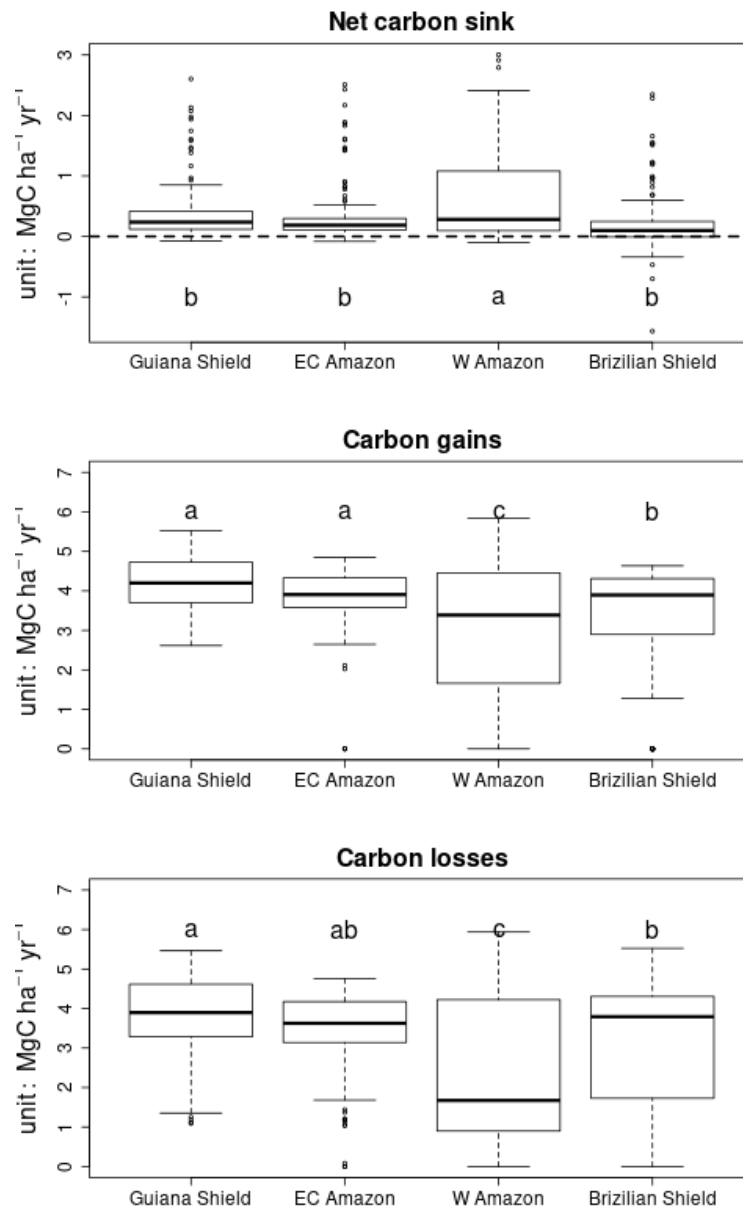 Net carbon sink
unit: MgC ha⁻¹ yr⁻¹
3
2
1
0
-1
b b a b
Guiana Shield EC Amazon W Amazon Brizilian Shield
Carbon gains
unit: MgC ha⁻¹ yr⁻¹
7
6
5
4
3
2
1
0
a a c b
Guiana Shield EC Amazon W Amazon Brizilian Shield
Carbon losses
unit: MgC ha⁻¹ yr⁻¹
7
6
5
4
3
2
1
0
a ab c b
Guiana Shield EC Amazon W Amazon Brizilian Shield